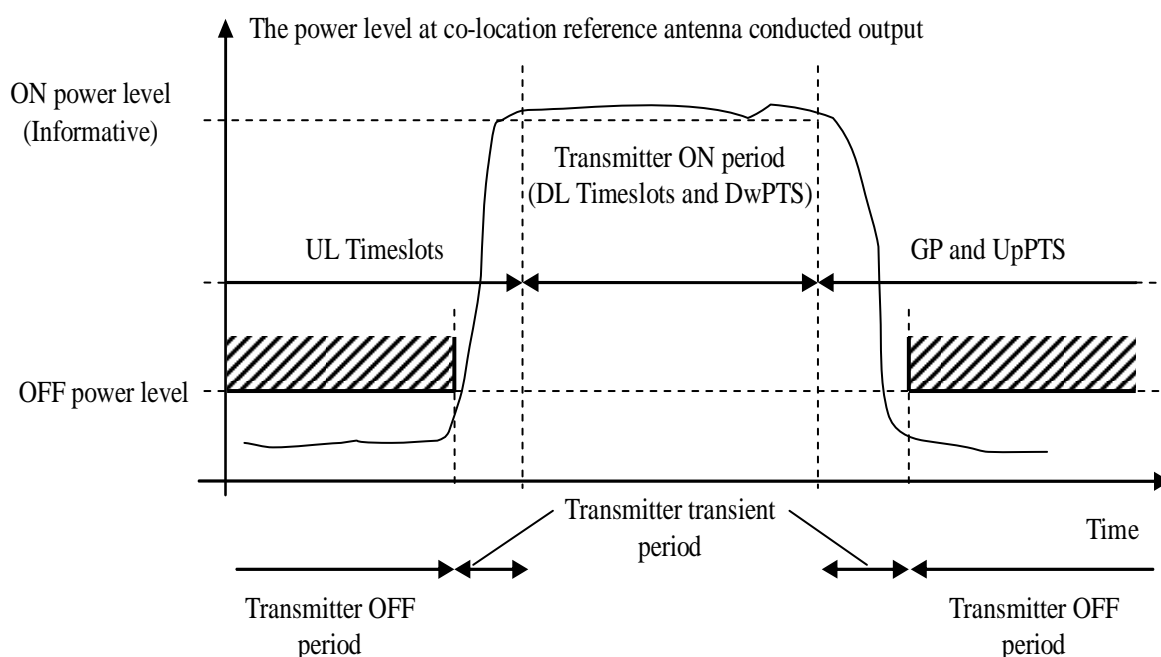 The power level at co-location reference antenna conducted output
ON power level
(Informative)
Transmitter ON period
(DL Timeslots and DwPTS)
UL Timeslots
GP and UpPTS
OFF power level
Transmitter transient
period
Time
Transmitter OFF
period
Transmitter OFF
period